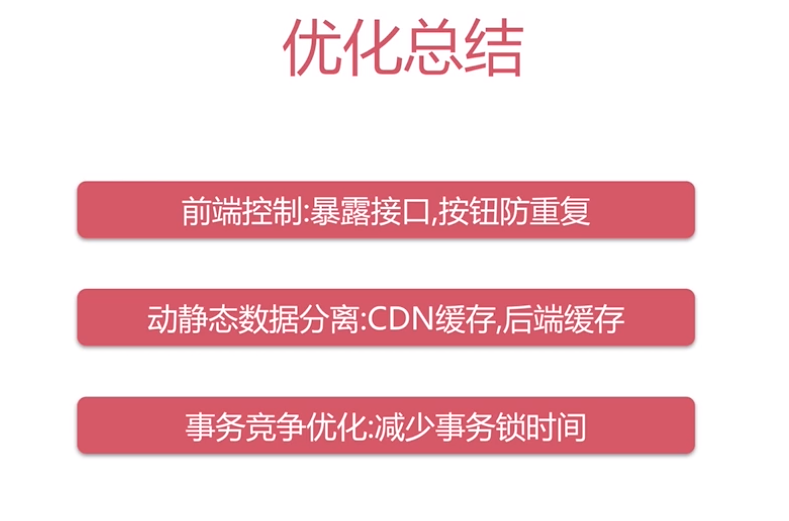 优化总结
前端控制:暴露接口,按钮防重复
动静态数据分离:CDN缓存,后端缓存
事务竞争优化:减少事务锁时间